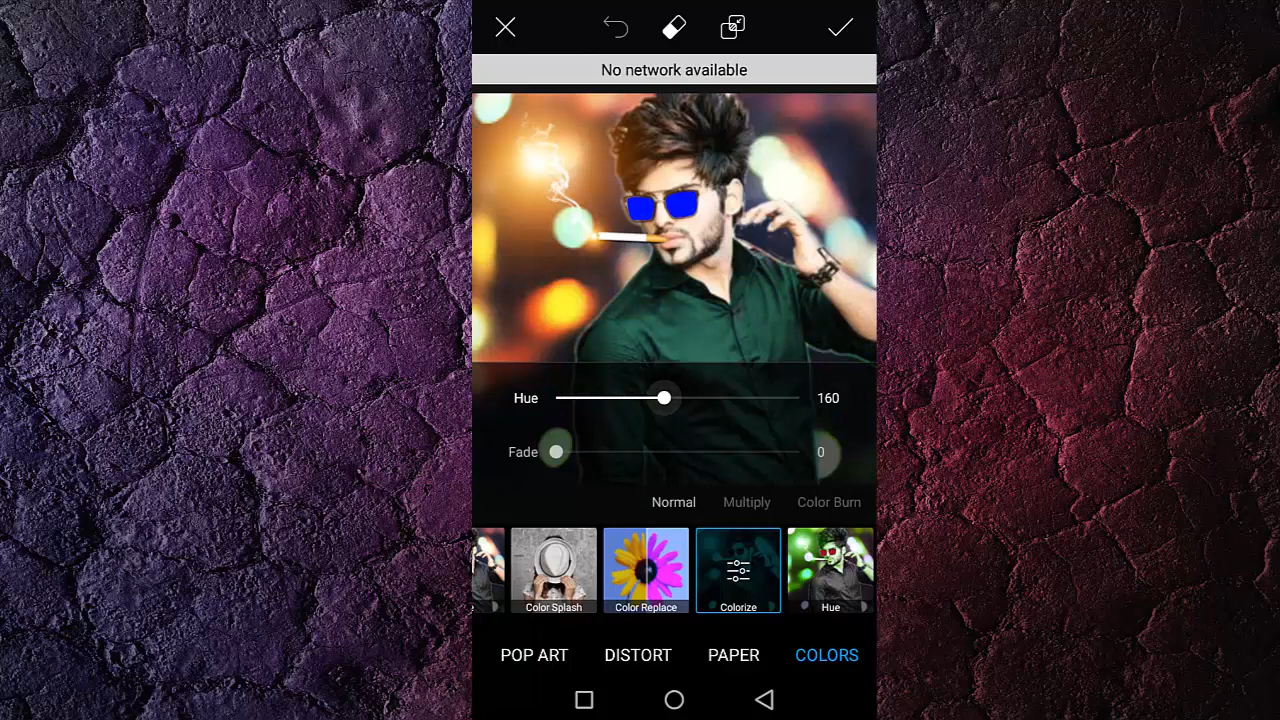 No network available
Hue 160
Fade 0
Normal Multiply Color Burn
Color Splash Color Replace Colorize Hue
POP ART DISTORT PAPER COLORS